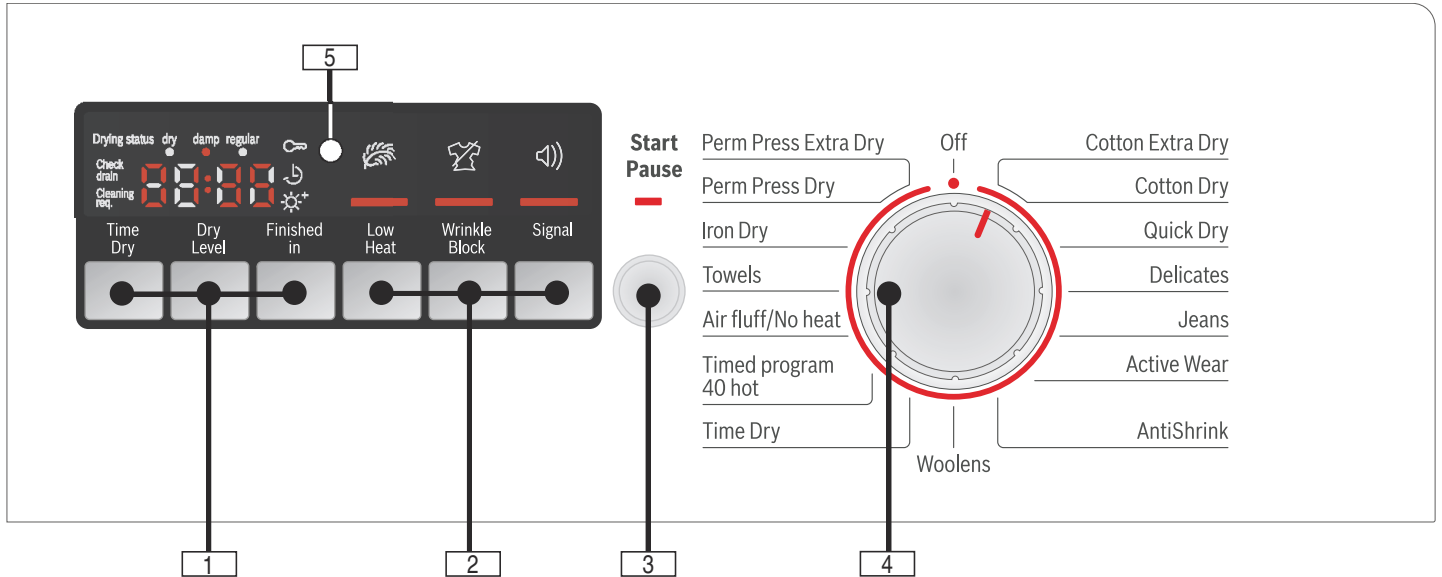 5
Drying status dry damp regular
Check
drain
Cleaning
req.
88:88
Time
Dry
Dry
Level
Finished
in
Low
Heat
Wrinkle
Block
Signal
Start
Pause
Perm Press Extra Dry
Perm Press Dry
Iron Dry
Towels
Air fluff/No heat
Timed program
40 hot
Time Dry
Off
Woolens
Cotton Extra Dry
Cotton Dry
Quick Dry
Delicates
Jeans
Active Wear
AntiShrink
1
2
3
4